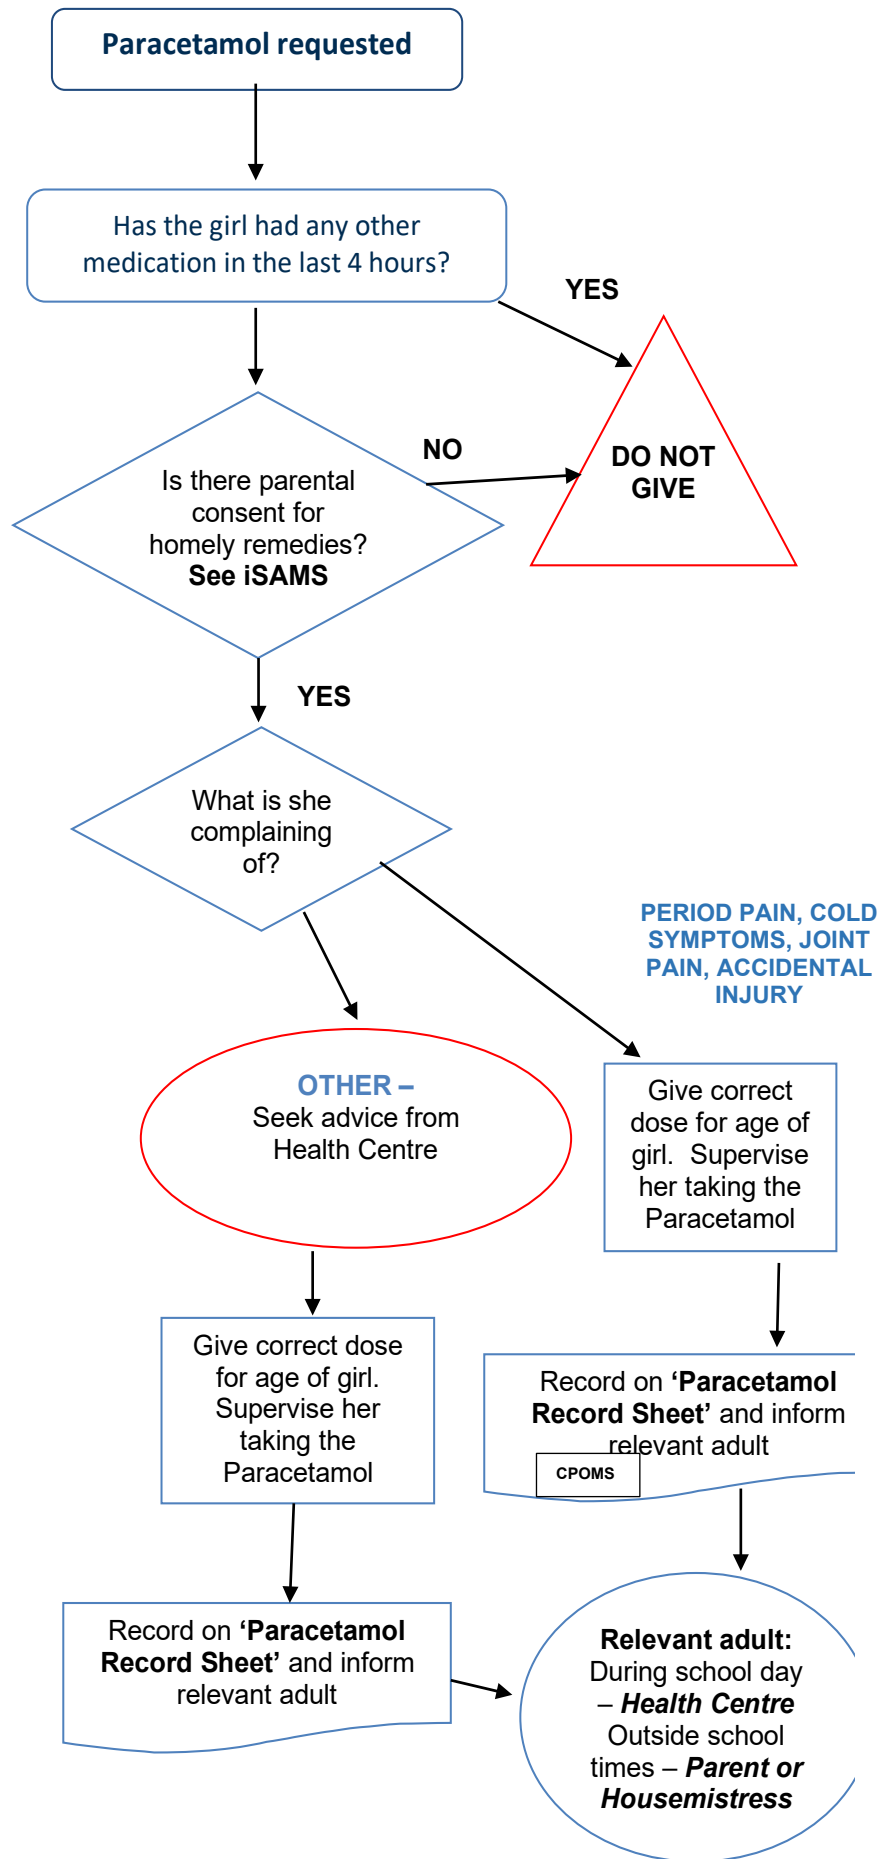 Paracetamol requested
Has the girl had any other
medication in the last 4 hours?
YES
NO
DO NOT
GIVE
Is there parental
consent for
homely remedies?
See iSAMS
YES
What is she
complaining
of?
PERIOD PAIN, COLD
SYMPTOMS, JOINT
PAIN, ACCIDENTAL
INJURY
OTHER –
Seek advice from
Health Centre
Give correct
dose for age of
girl. Supervise
her taking the
Paracetamol
Give correct dose
for age of girl.
Supervise her
taking the
Paracetamol
Record on ‘Paracetamol
Record Sheet’ and inform
relevant adult
CPOMS
Record on ‘Paracetamol
Record Sheet’ and inform
relevant adult
Relevant adult:
During school day
– Health Centre
Outside school
times – Parent or
Housemistress